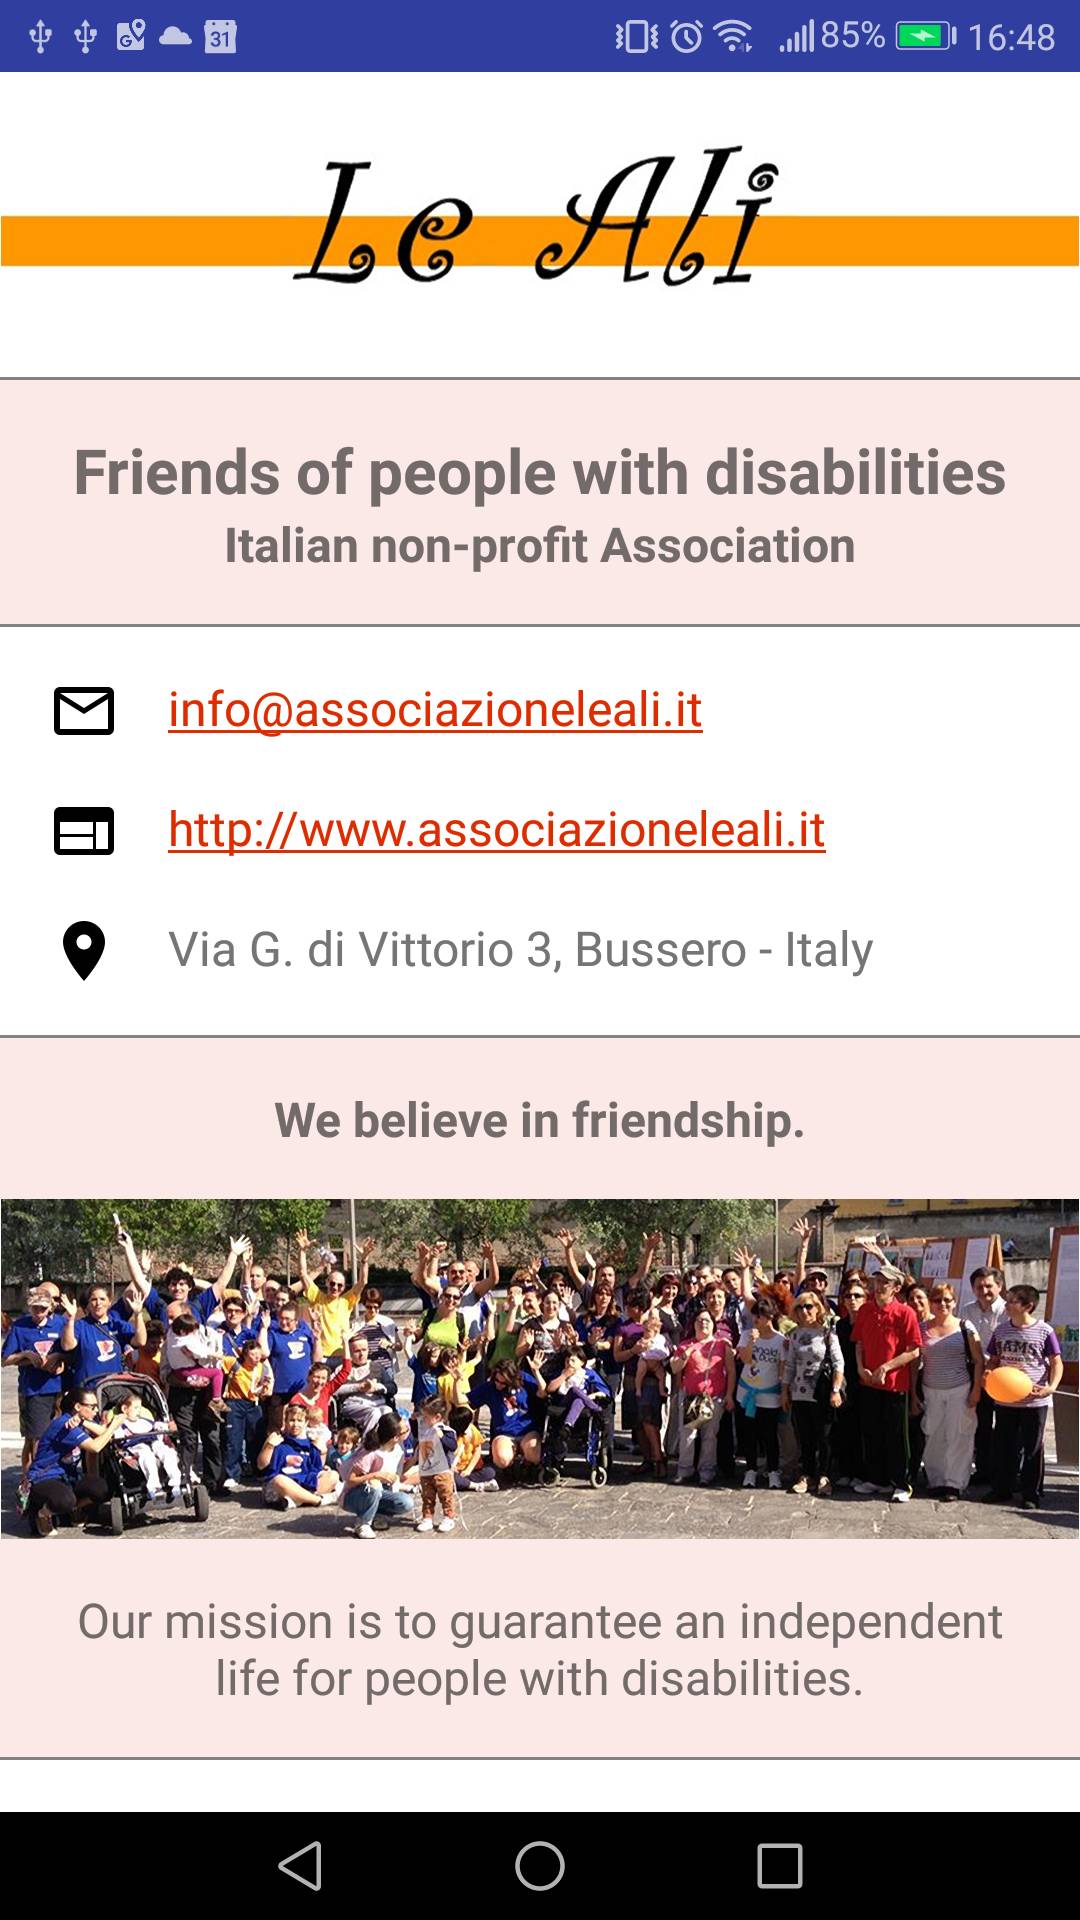 31 85% 16:48
Le Ali
Friends of people with disabilities
Italian non-profit Association
info@associazioneleali.it
http://www.associazioneleali.it
Via G. di Vittorio 3, Bussero - Italy
We believe in friendship.
Our mission is to guarantee an independent
life for people with disabilities.